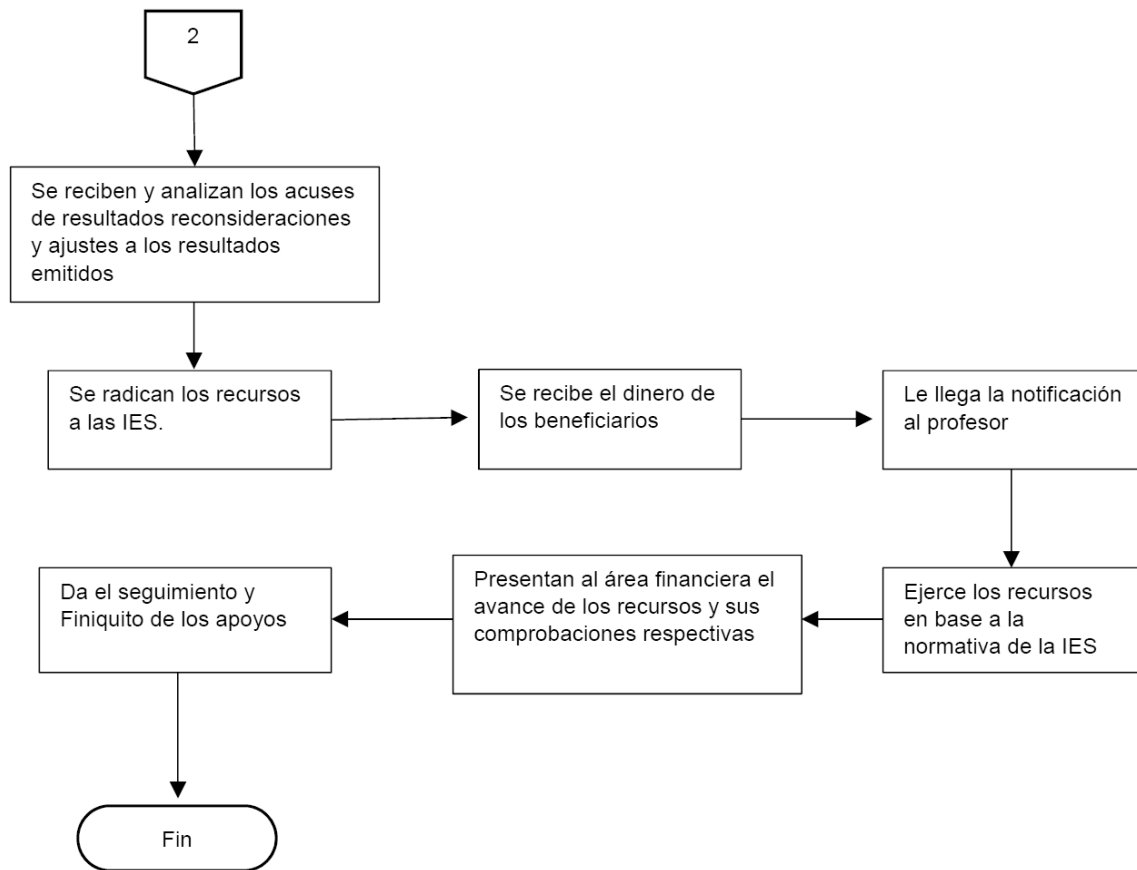 2
Se reciben y analizan los acuses
de resultados reconsideraciones
y ajustes a los resultados
emitidos
Se radican los recursos
a las IES.
Se recibe el dinero de
los beneficiarios
Le llega la notificación
al profesor
Ejerce los recursos
en base a la
normativa de la IES
Presentan al área financiera el
avance de los recursos y sus
comprobaciones respectivas
Da el seguimiento y
Finiquito de los apoyos
Fin